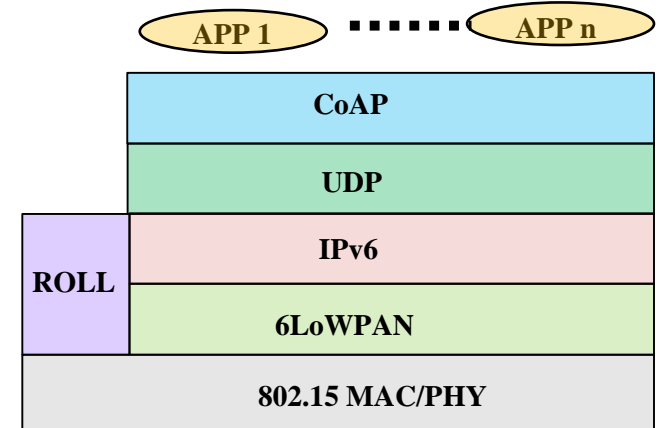 APP 1
APP n
CoAP
UDP
IPv6
ROLL
6LoWPAN
802.15 MAC/PHY